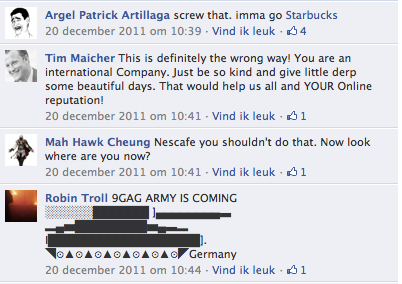 Argel Patrick Artillaga screw that. imma go Starbucks
20 december 2011 om 10:39 · Vind ik leuk · 4
Tim Maicher This is definitely the wrong way! You are an
international Company. Just be so kind and give little derp
some beautiful days. That would help us all and YOUR Online
reputation!
20 december 2011 om 10:41 · Vind ik leuk · 1
Mah Hawk Cheung Nescafe you shouldn't do that. Now look
where are you now?
20 december 2011 om 10:41 · Vind ik leuk · 1
Robin Troll 9GAG ARMY IS COMING
░░░░░░███████ ]▄▄▄▄▄▄▄▄▄
▂▄▅█████████▅▄▃▂
I███████████████████].
◥⊙▲⊙▲⊙▲⊙▲⊙▲⊙▲⊙◤Germany
20 december 2011 om 10:44 · Vind ik leuk · 1